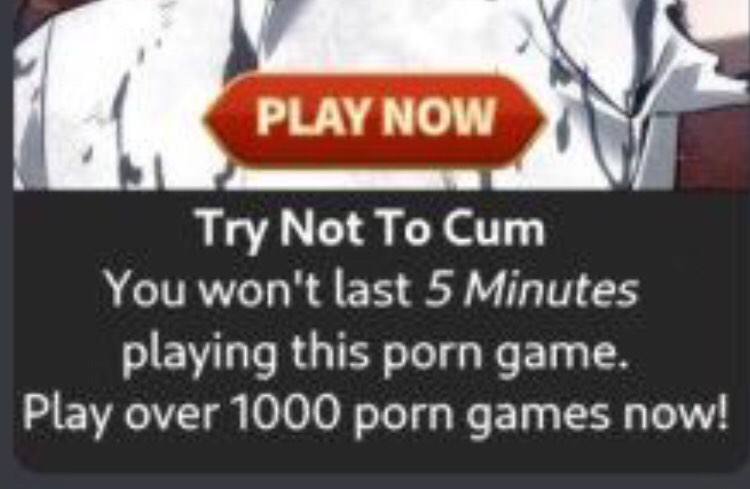 PLAY NOW
Try Not To Cum
You won't last 5 Minutes
playing this porn game.
Play over 1000 porn games now!